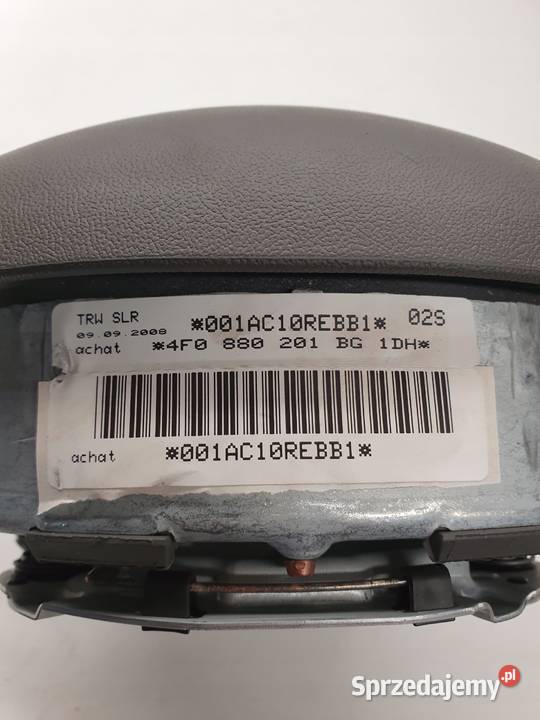 TRW SLR *001AC10REBB1* 02S
09.09.2008
achat *4F0 880 201 BG 1DH*
achat *001AC10REBB1*
Sprzedajemy.pl